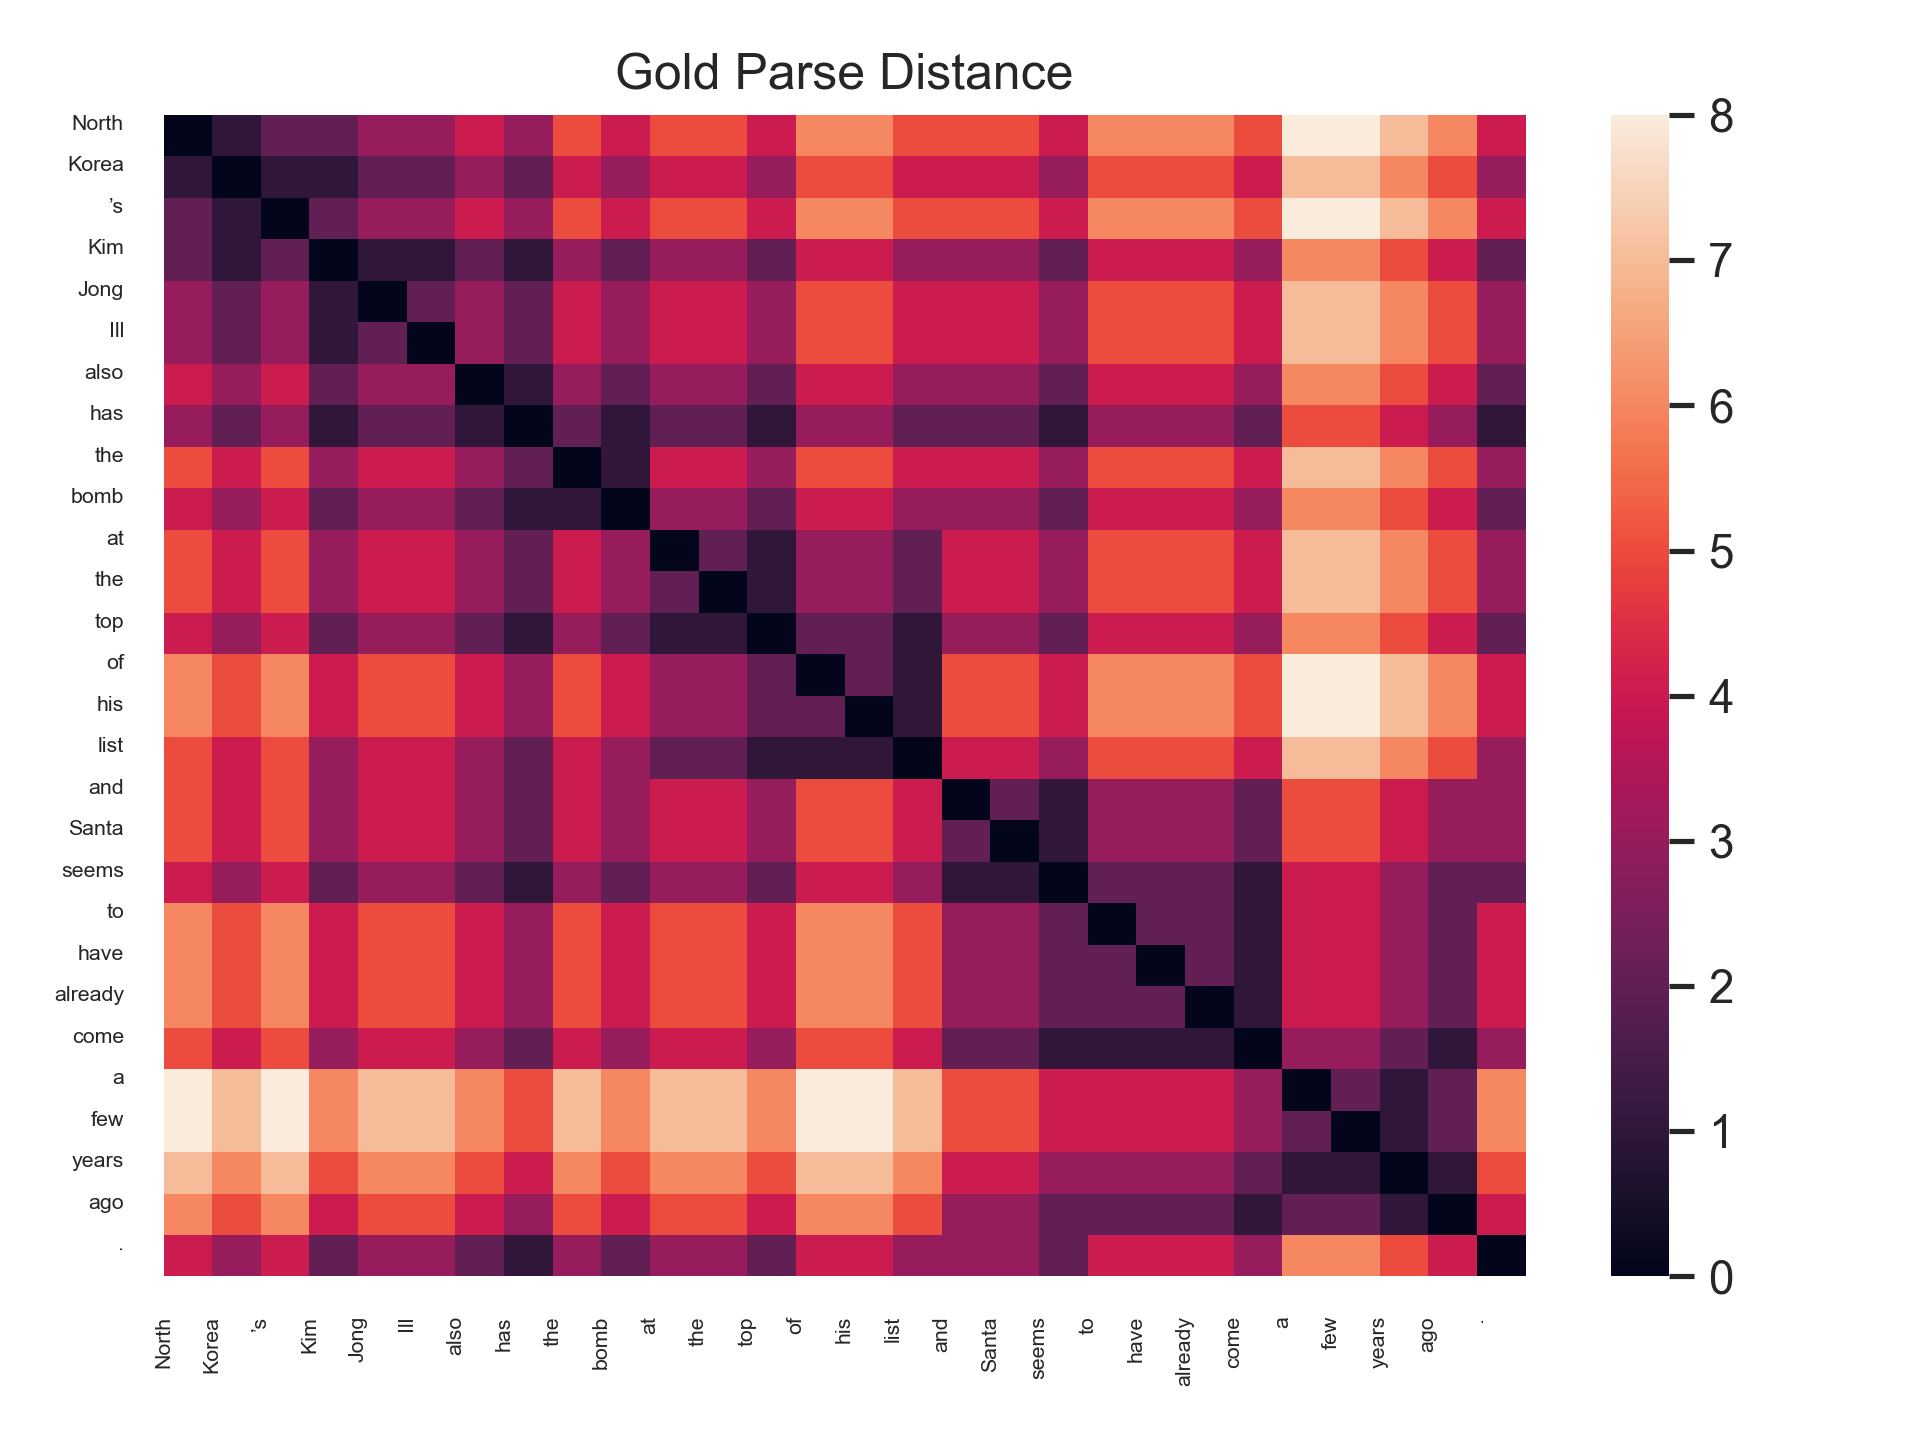 Gold Parse Distance
North
Korea
’s
Kim
Jong
Ill
also
has
the
bomb
at
the
top
of
his
list
and
Santa
seems
to
have
already
come
a
few
years
ago
.
8
7
6
5
4
3
2
1
0
North Korea ’s Kim Jong Ill also has the bomb at the top of his list and Santa seems to have already come a few years ago .